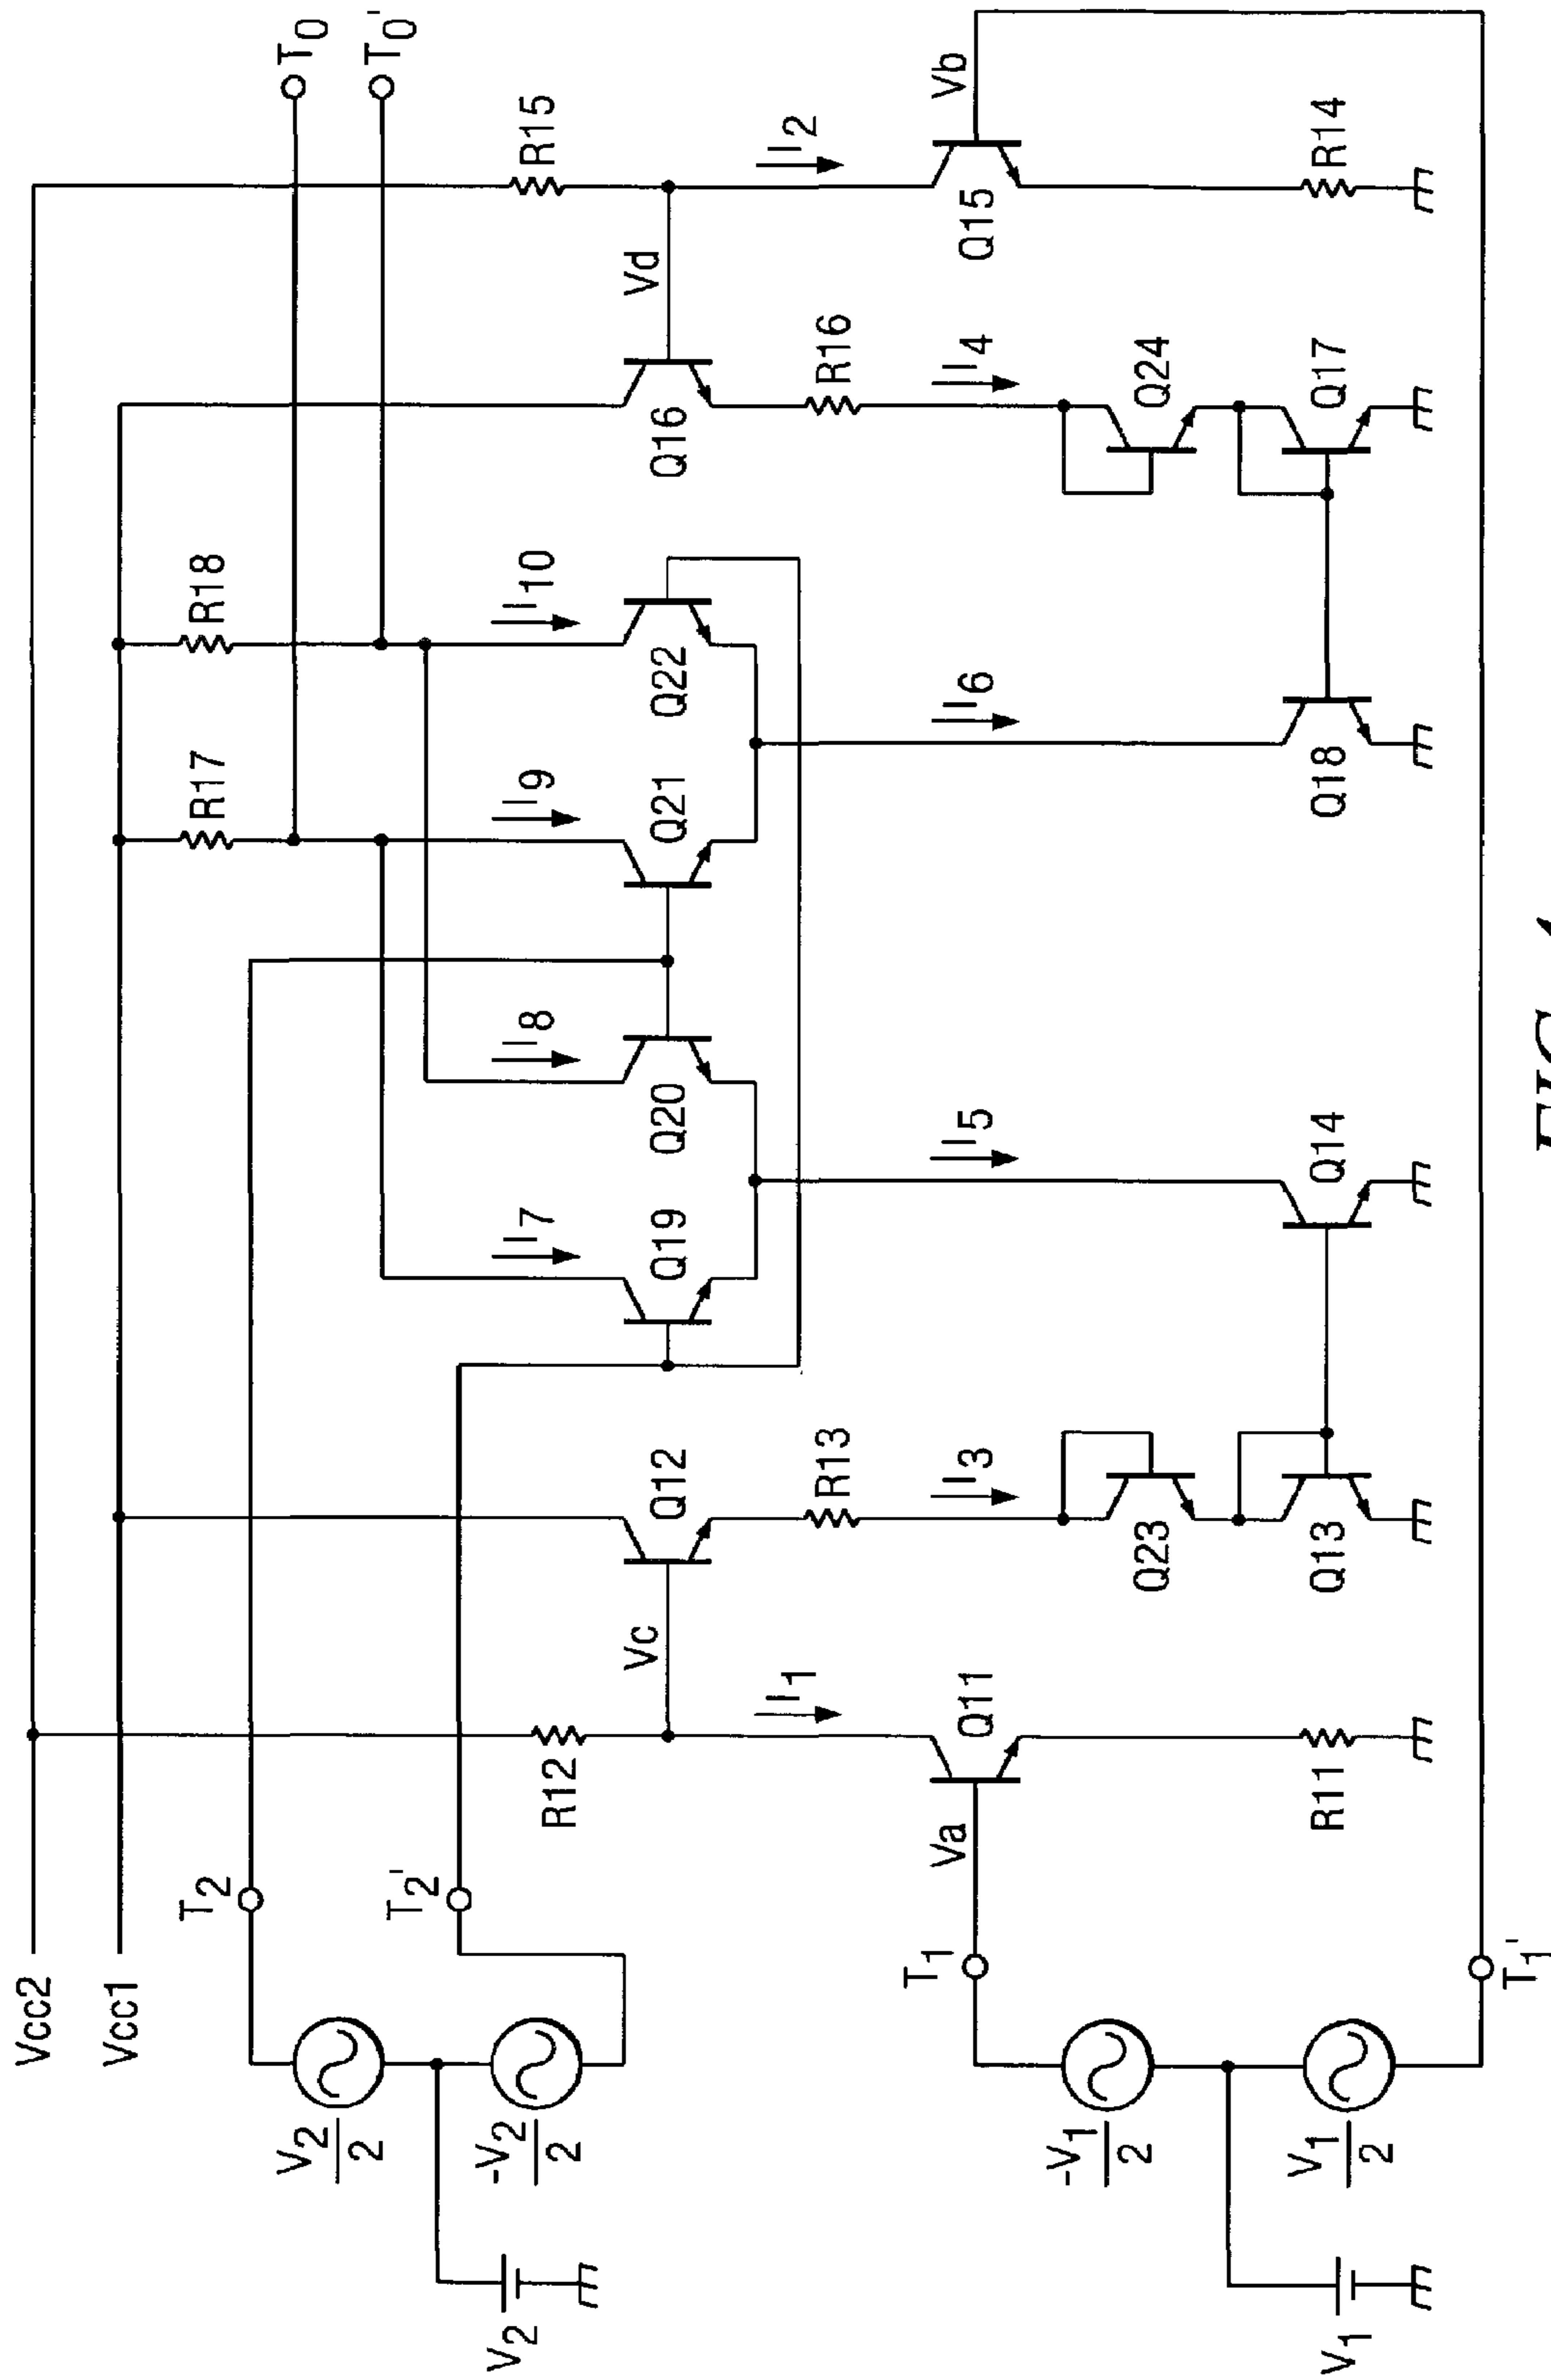 Vcc2
Vcc1
T2
T2'
V2
2
-V2
2
V2
T1
T1'
-V1
2
V1
2
V1
R12
Vc
Va
I1
Q11
R11
Q12
R13
I3
Q23
Q13
I7
Q19
I8
Q20
I5
Q14
R17
R18
I9
Q21
I10
Q22
I6
Q18
T0
T0'
R15
Vd
Q16
R16
I4
Q24
Q17
I2
Vb
Q15
R14